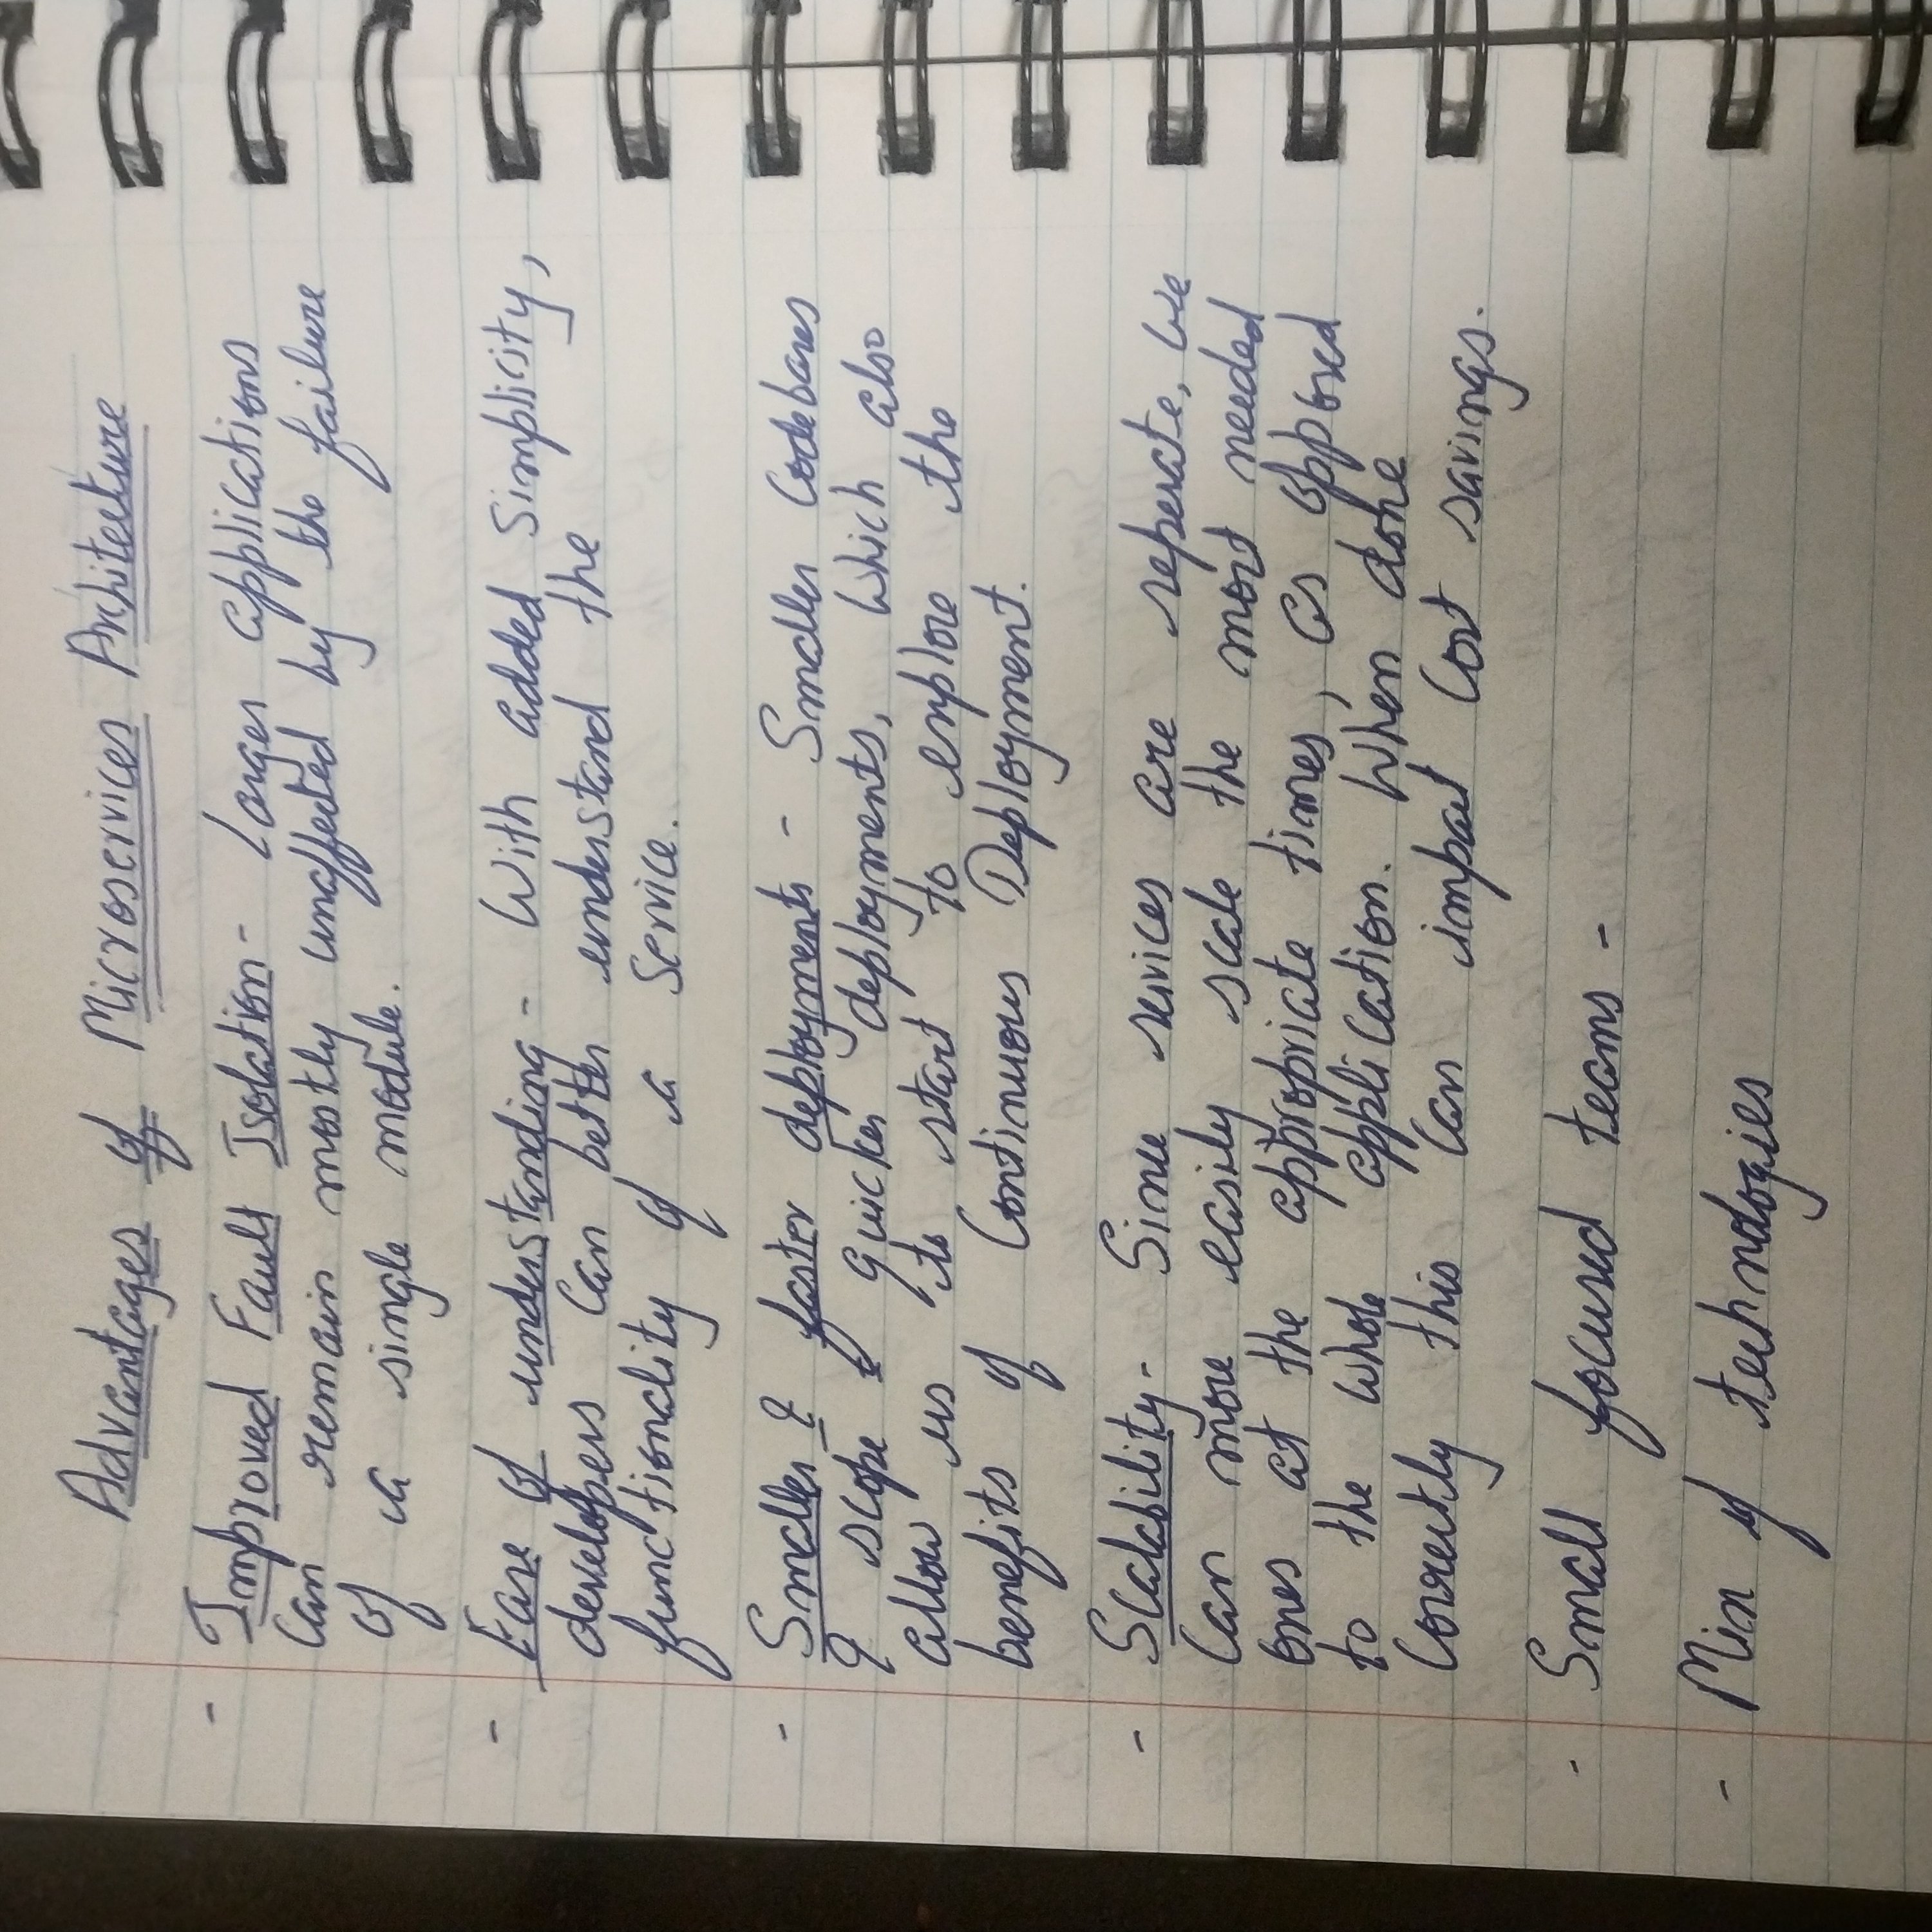 Advantages of Microservices Architecture
- Improved Fault Isolation - Larger applications
can remain mostly unaffected by the failure
of a single module.
- Ease of understanding - With added simplicity,
developers can better understand the
functionality of a service.
- Smaller & faster deployments - Smaller codebases
& scope & quicker deployments, which also
allow us to start to explore the
benefits of Continuous Deployment.
- Scalability - Since services are seperate, we
can more easily scale the most needed
ones at the appropriate times, as opposed
to the whole application. When done
correctly this can impact cost savings.
- Small focused teams -
- Mix of technologies